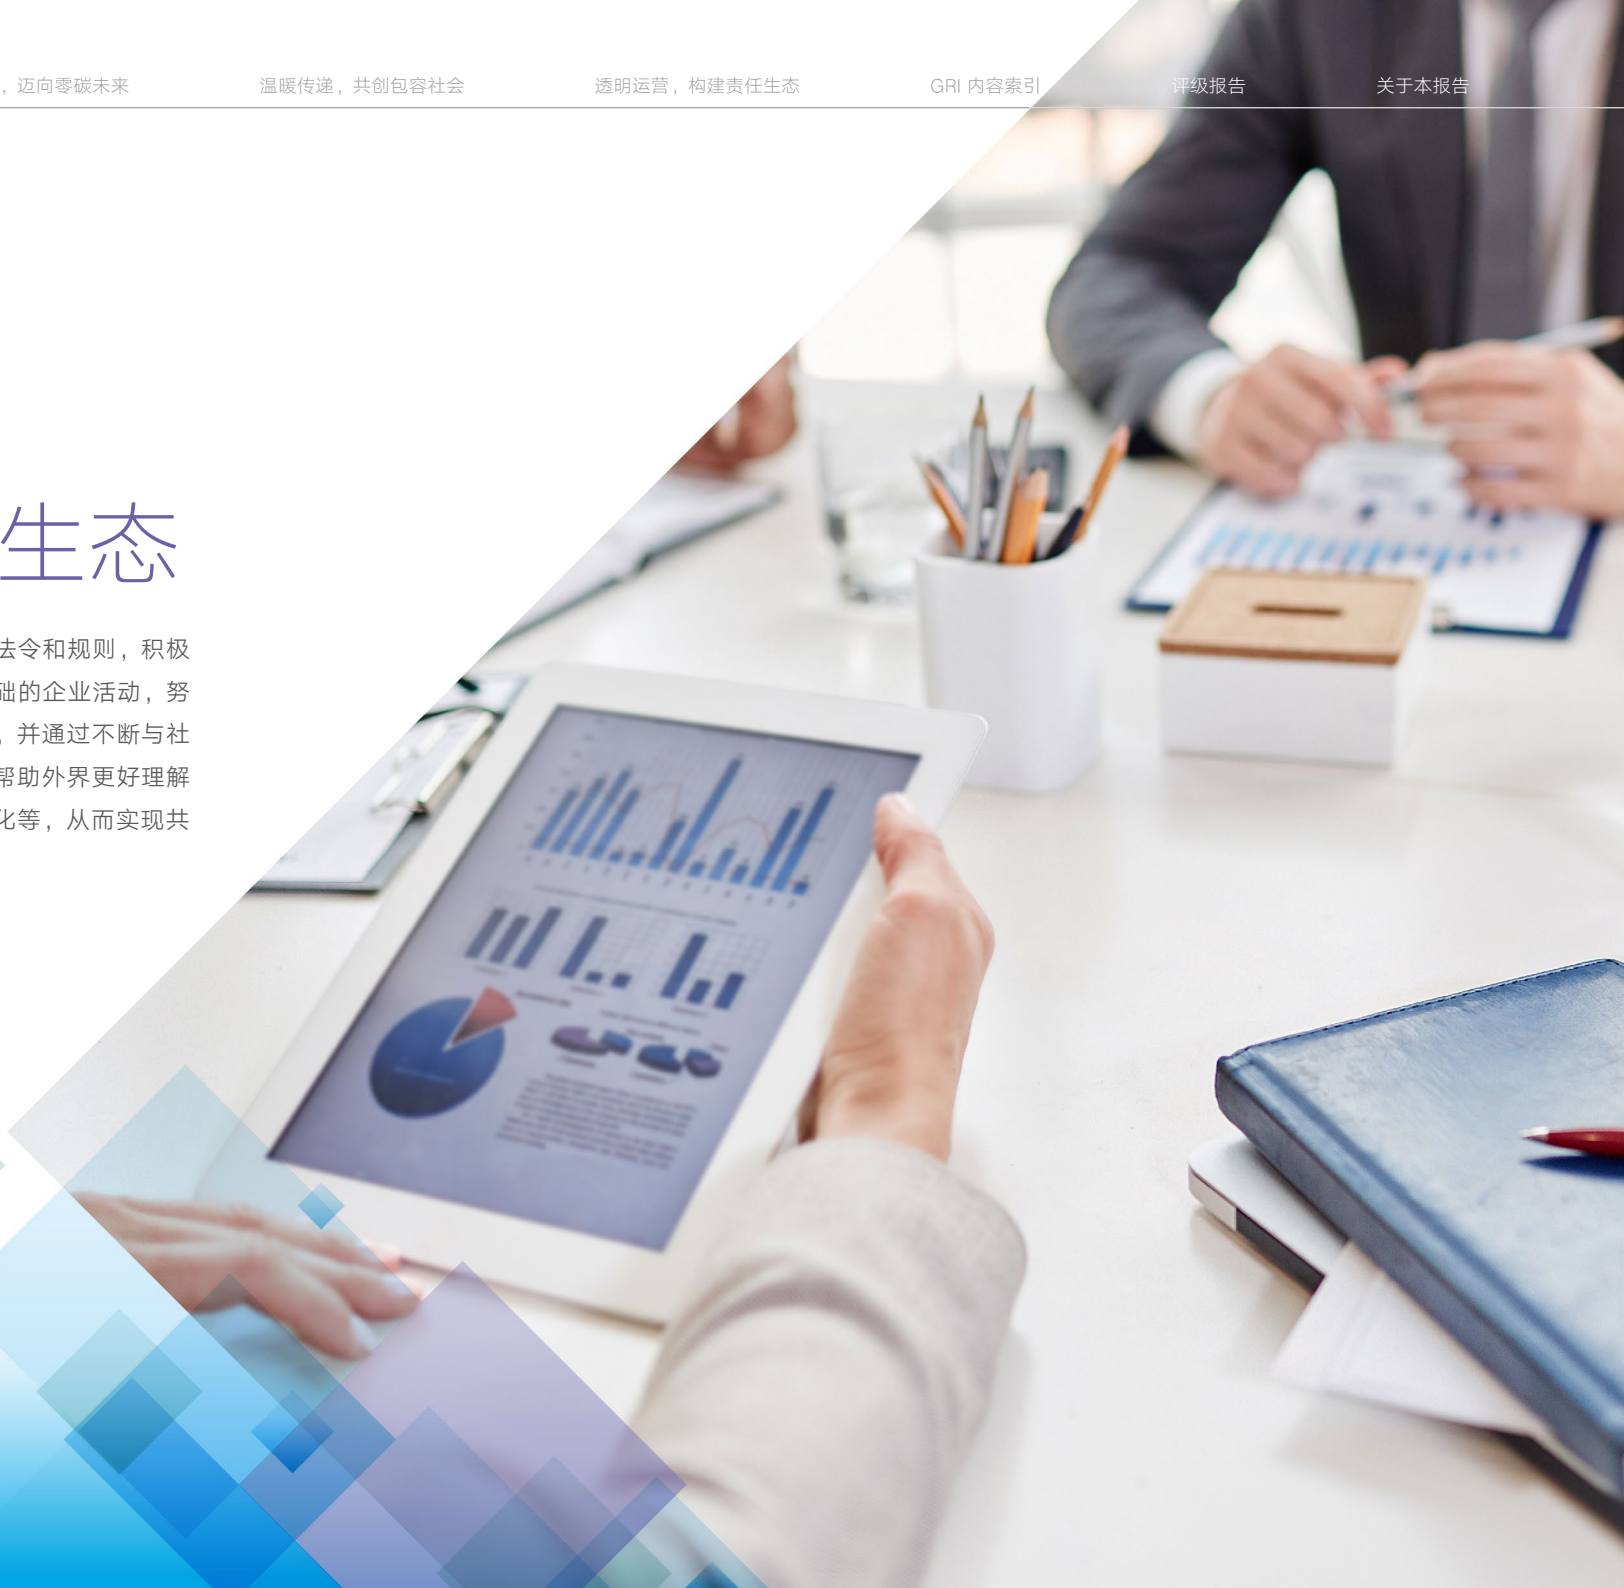 ，迈向零碳未来 温暖传递，共创包容社会 透明运营，构建责任生态 GRI 内容索引 评级报告 关于本报告
生态
法令和规则，积极
础的企业活动，努
，并通过不断与社
帮助外界更好理解
化等，从而实现共